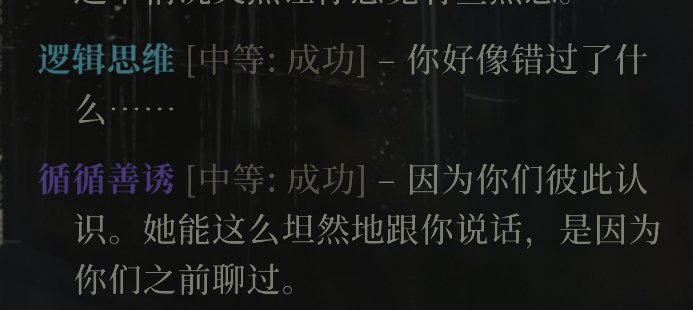 逻辑思维 [中等: 成功] – 你好像错过了什
么……
循循善诱 [中等: 成功] – 因为你们彼此认
识。她能这么坦然地跟你说话，是因为
你们之前聊过。